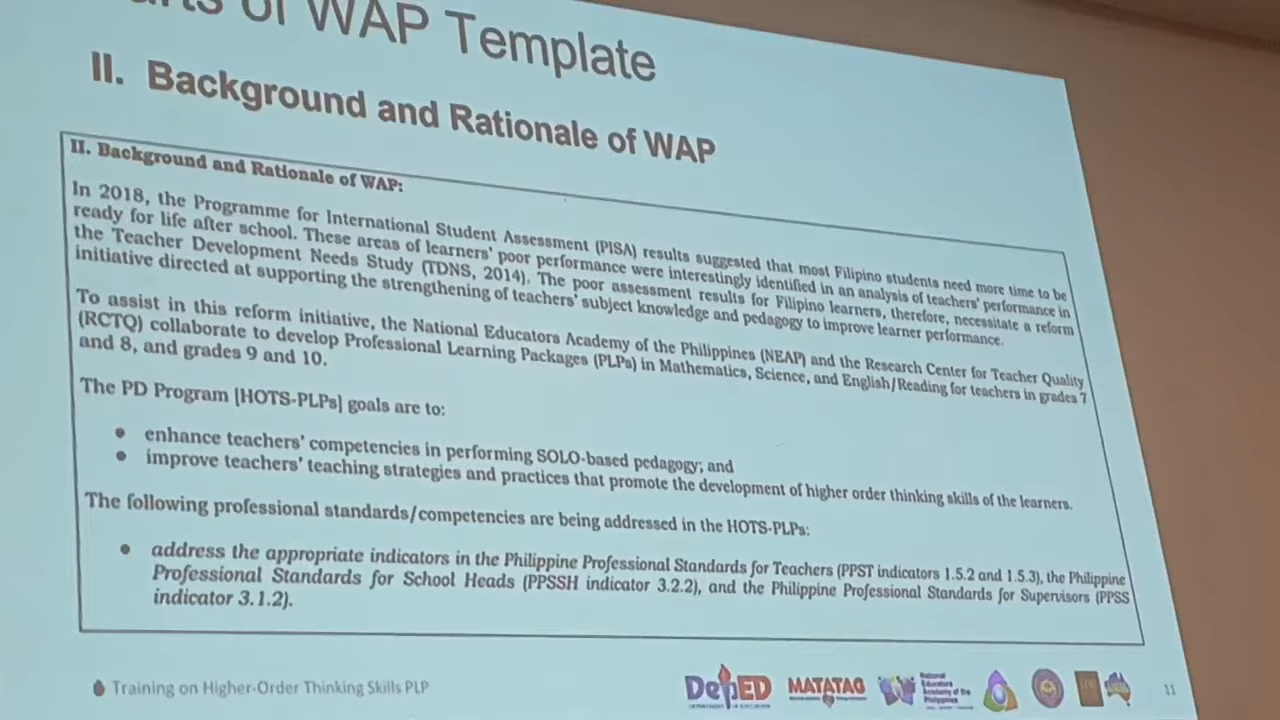 of WAP Template
II. Background and Rationale of WAP
II. Background and Rationale of WAP:
In 2018, the Programme for International Student Assessment (PISA) results suggested that most Filipino students need more time to be
ready for life after school. These areas of learners' poor performance were interestingly identified in an analysis of teachers' performance in
the Teacher Development Needs Study (TDNS, 2014). The poor assessment results for Filipino learners, therefore, necessitate a reform
initiative directed at supporting the strengthening of teachers' subject knowledge and pedagogy to improve learner performance.
To assist in this reform initiative, the National Educators Academy of the Philippines (NEAP) and the Research Center for Teacher Quality
(RCTQ) collaborate to develop Professional Learning Packages (PLPs) in Mathematics, Science, and English/Reading for teachers in grades 7
and 8, and grades 9 and 10.
The PD Program [HOTS-PLPs] goals are to:
• enhance teachers' competencies in performing SOLO-based pedagogy; and
• improve teachers' teaching strategies and practices that promote the development of higher order thinking skills of the learners.
The following professional standards/competencies are being addressed in the HOTS-PLPs:
• address the appropriate indicators in the Philippine Professional Standards for Teachers (PPST indicators 1.5.2 and 1.5.3), the Philippine
Professional Standards for School Heads (PPSSH indicator 3.2.2), and the Philippine Professional Standards for Supervisors (PPSS
indicator 3.1.2).
Training on Higher-Order Thinking Skills PLP
DepED
MATATAG
National
Educators
Academy of the
Philippines
11